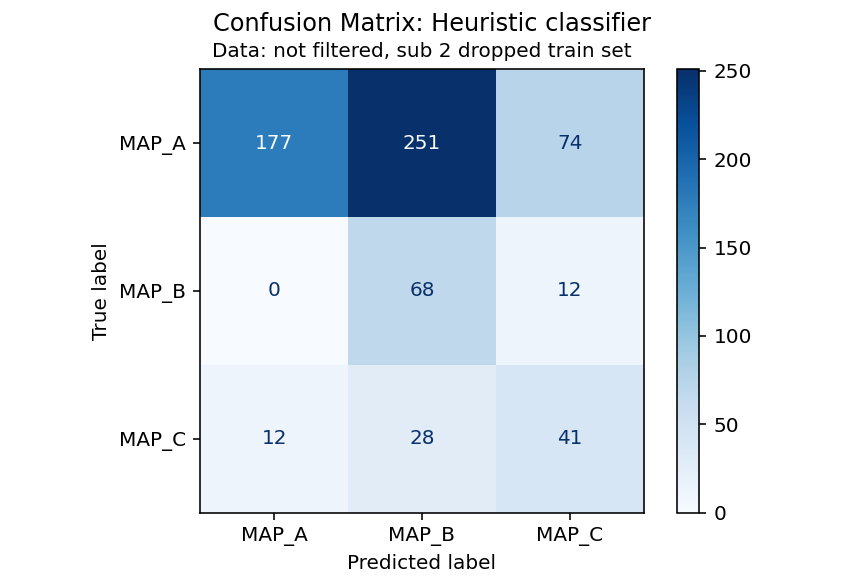 Confusion Matrix: Heuristic classifier
Data: not filtered, sub 2 dropped train set
True label
MAP_A
177
251
74
MAP_B
0
68
12
MAP_C
12
28
41
MAP_A
MAP_B
MAP_C
Predicted label
250
200
150
100
50
0